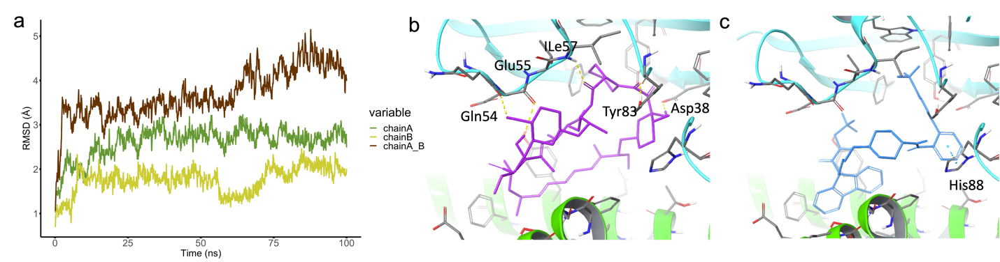 a
5
4
3
2
1
RMSD (Å)
0
25
50
75
100
Time (ns)
variable
chainA
chainB
chainA_B
b
ILe57
Glu55
Gln54
Tyr83
Asp38
c
His88